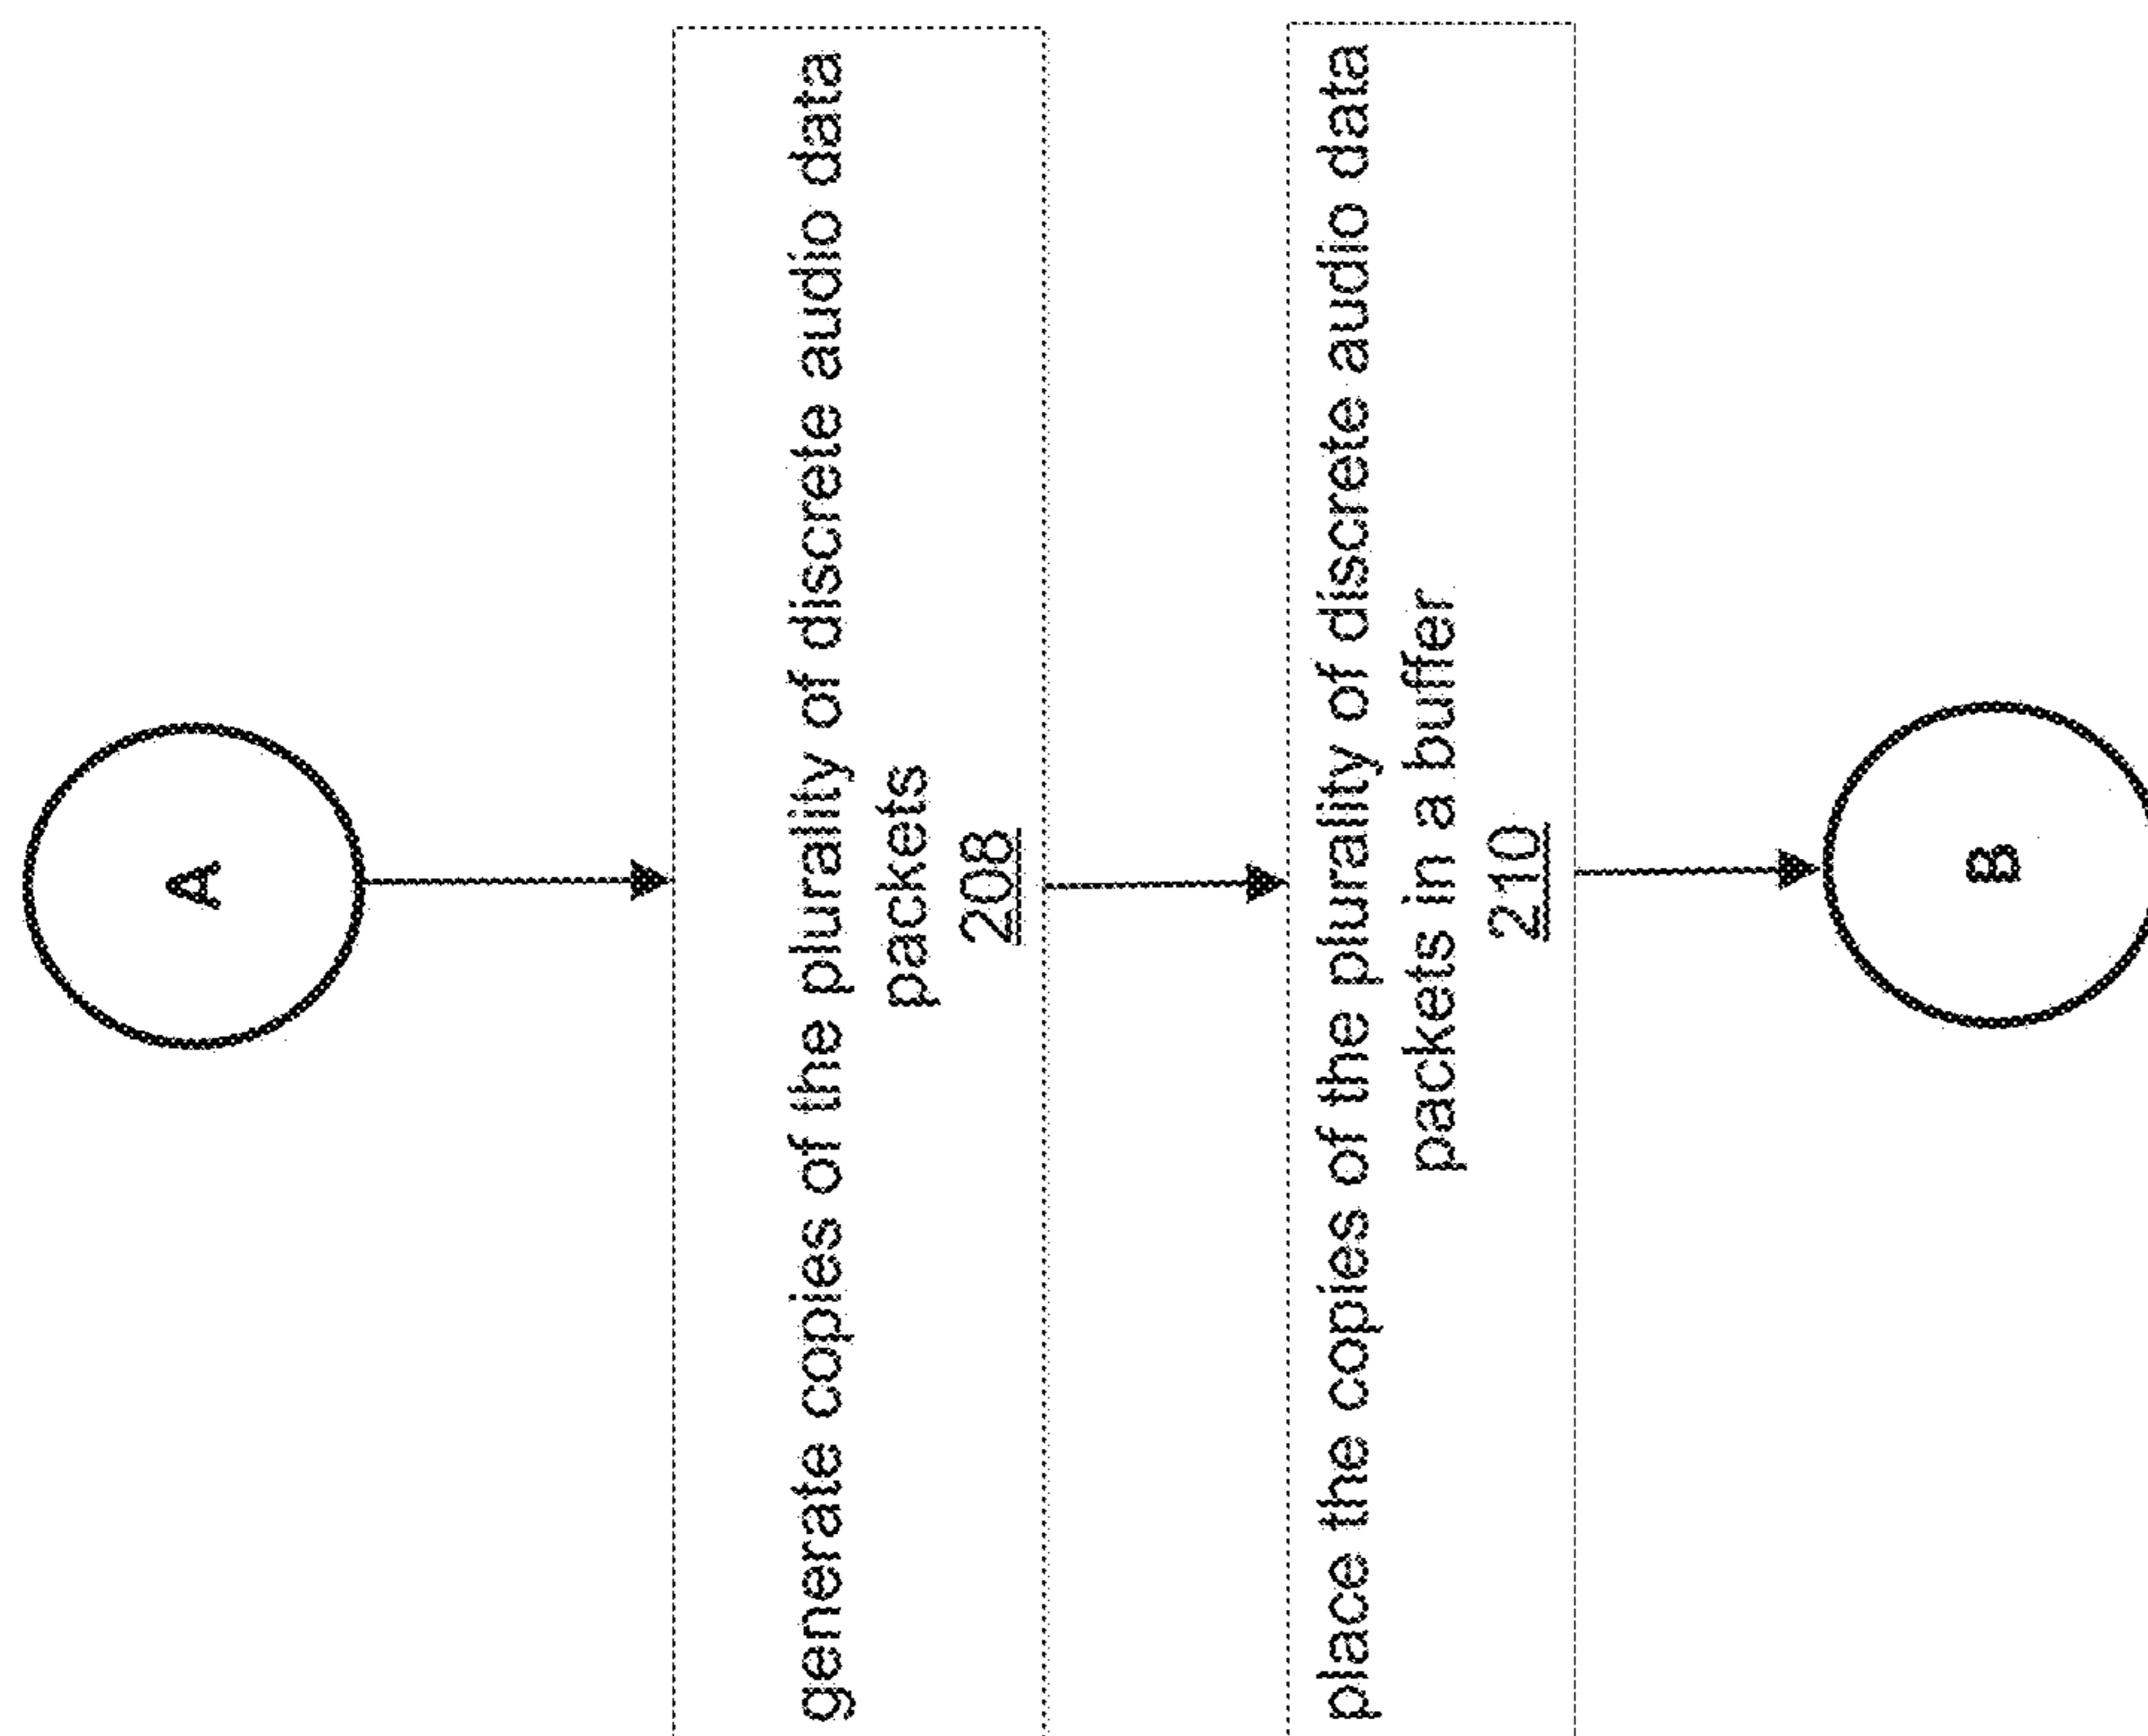 A
generate copies of the plurality of discrete audio data
packets
208
place the copies of the plurality of discrete audio data
packets in a buffer
210
B